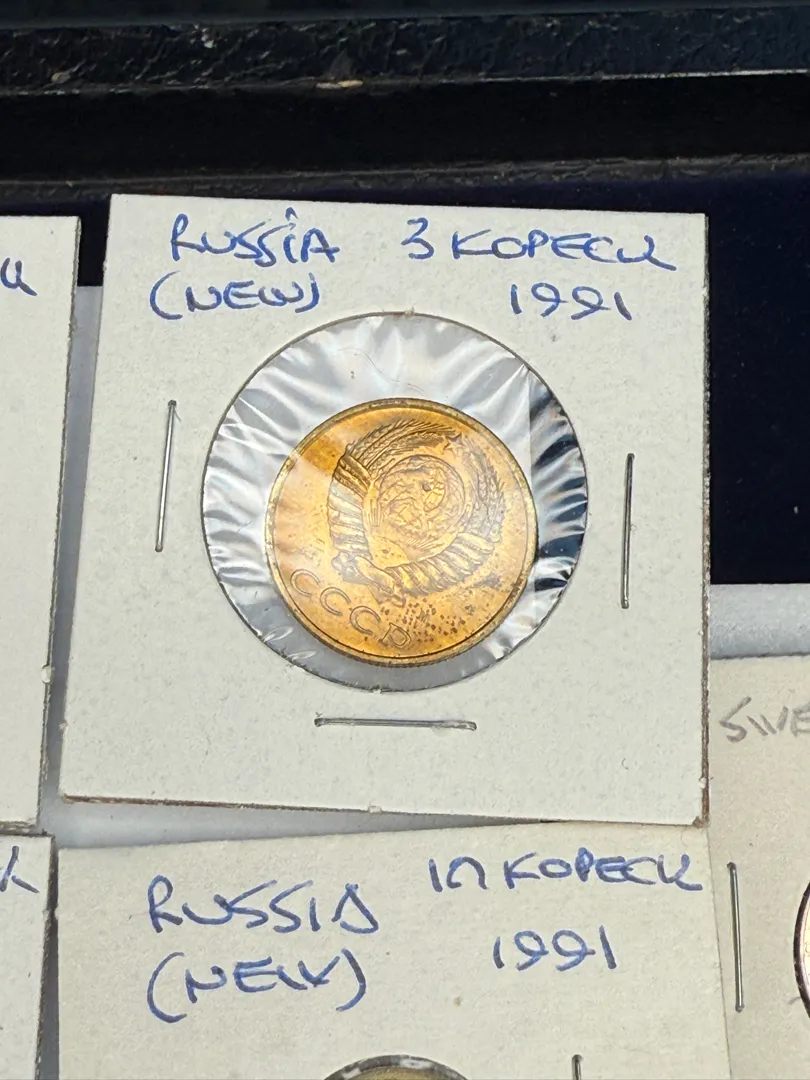 RUSSIA 3 KOPECK
(NEW) 1991
CCCP
RUSSIA 10 KOPECK
(NEW) 1991
SWE